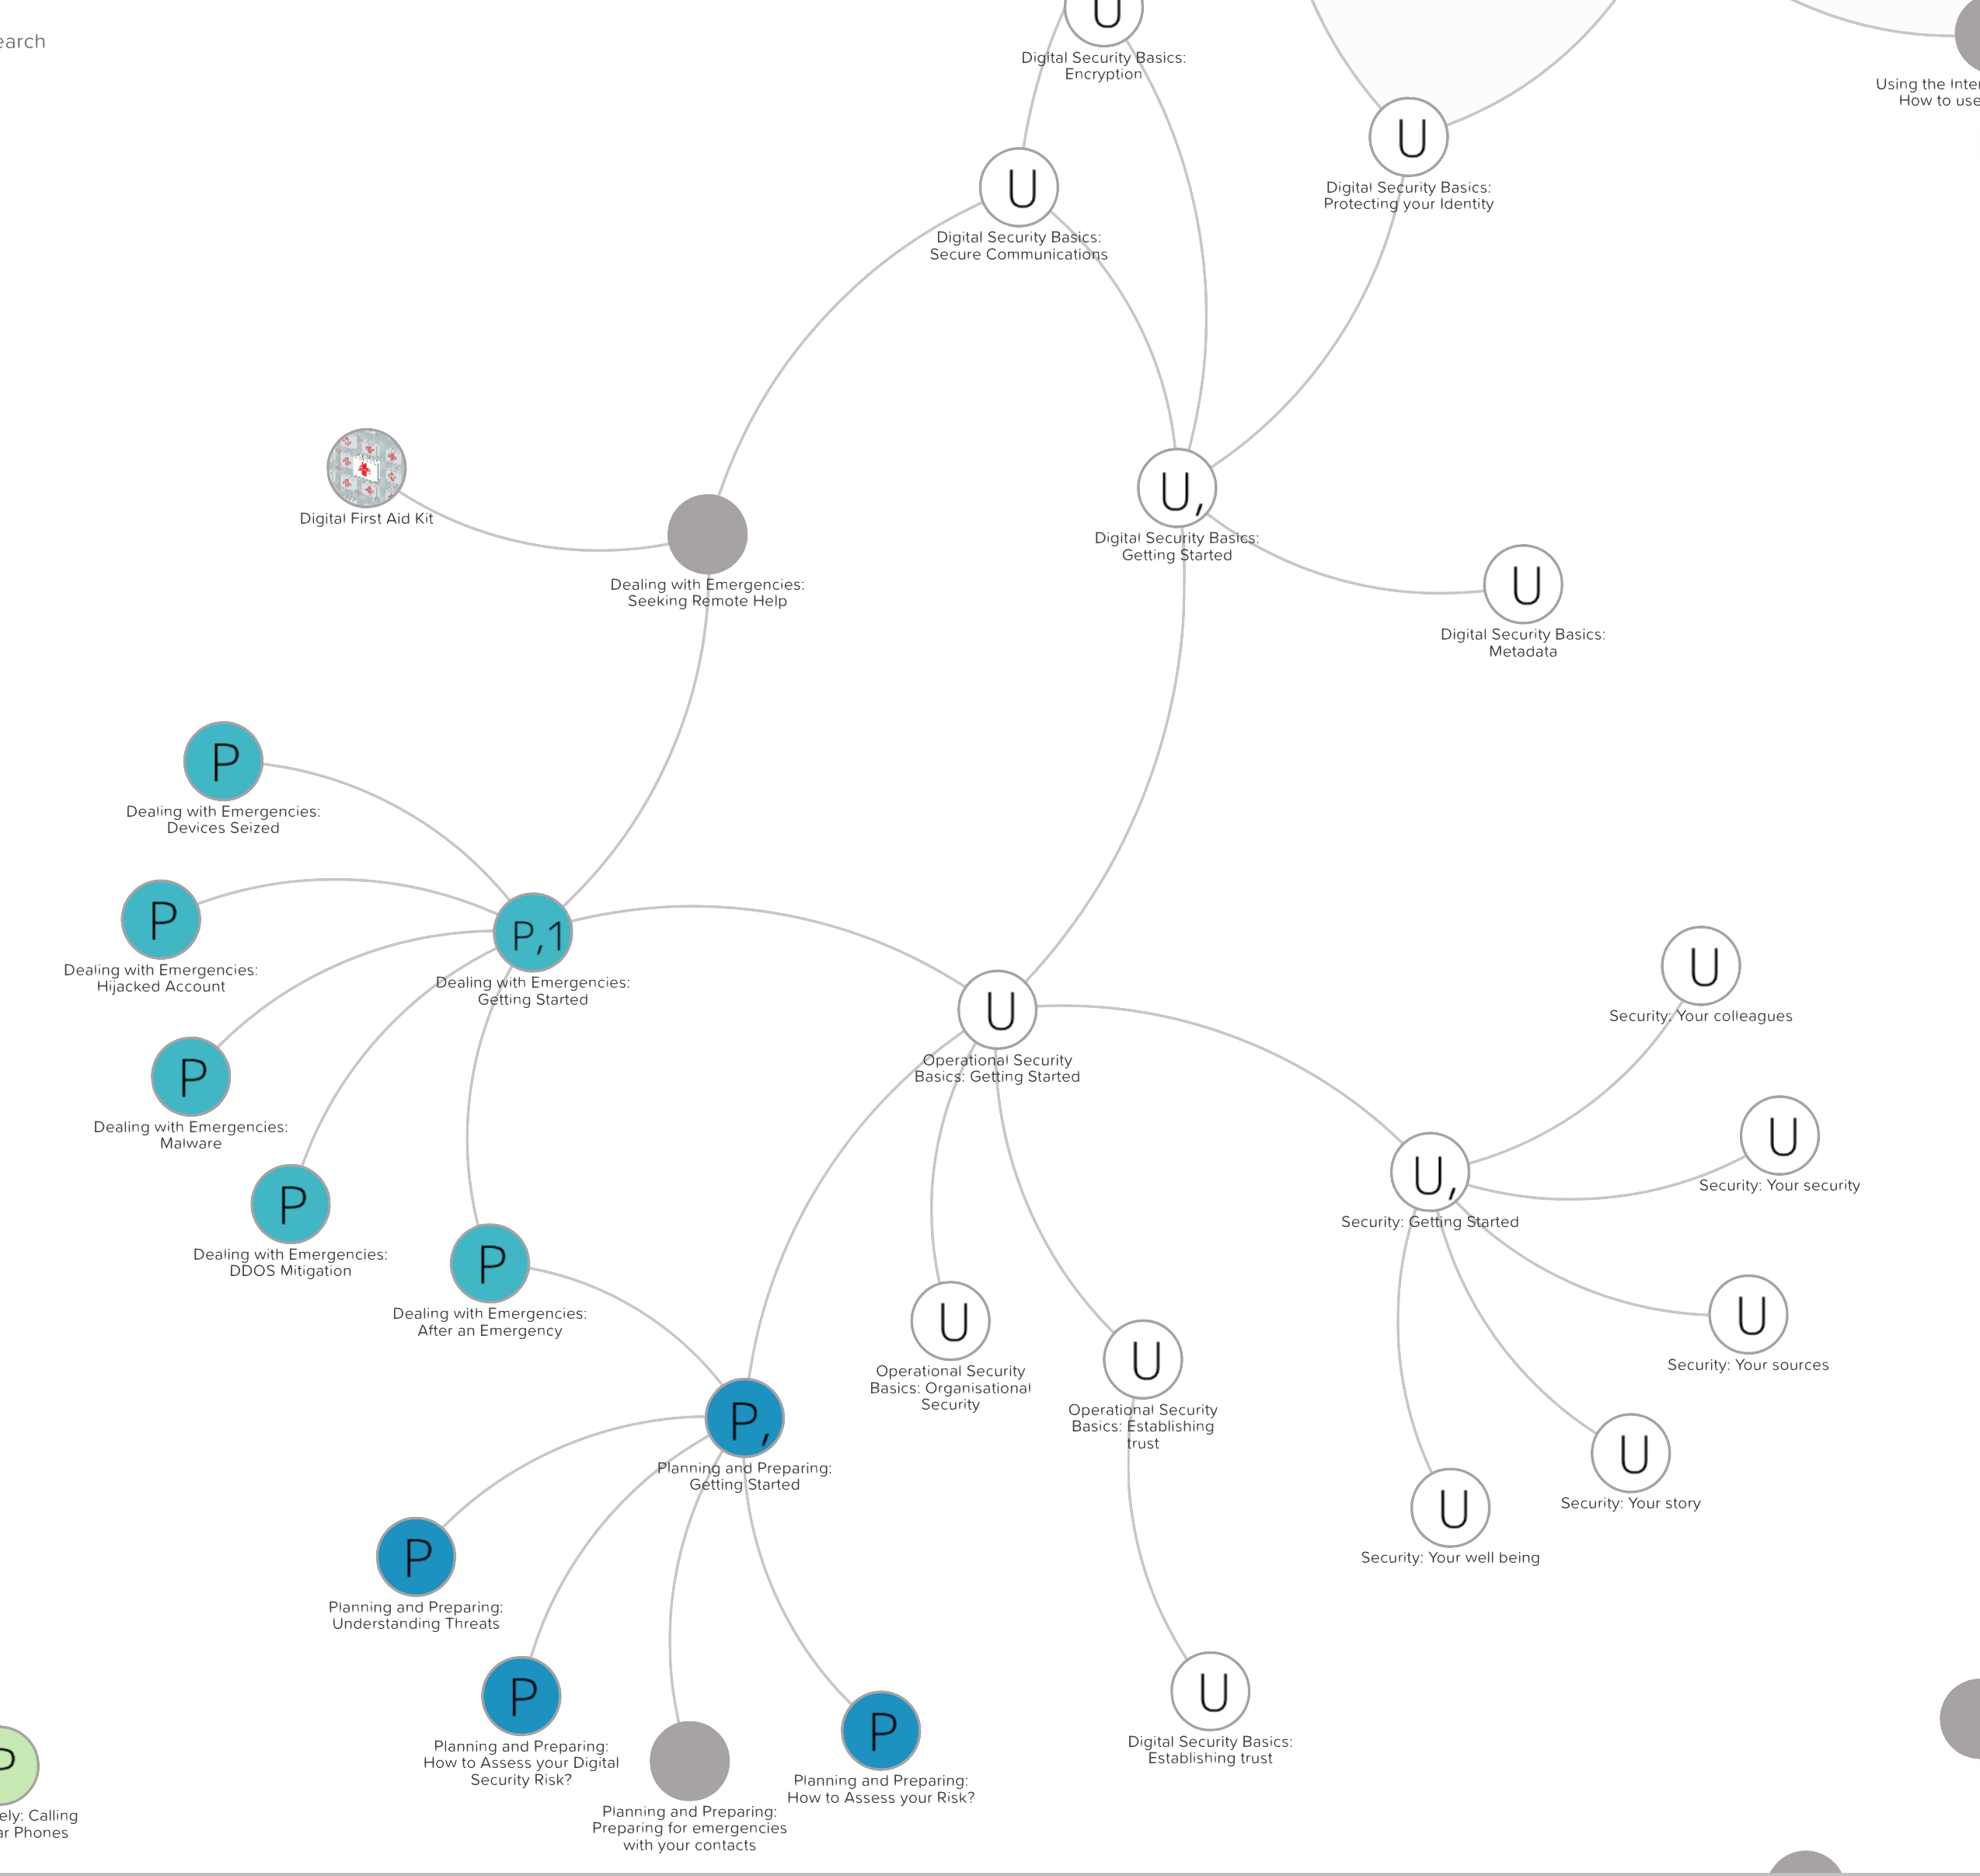 U
Digital Security Basics:
Encryption
earch
Using the Inter
How to use
U
Digital Security Basics:
Protecting your Identity
U
Digital Security Basics:
Secure Communications
Digital First Aid Kit
U,
Digital Security Basics:
Getting Started
Dealing with Emergencies:
Seeking Remote Help
U
Digital Security Basics:
Metadata
P
Dealing with Emergencies:
Devices Seized
P
Dealing with Emergencies:
Hijacked Account
P,1
Dealing with Emergencies:
Getting Started
U
Operational Security
Basics: Getting Started
U
Security: Your colleagues
P
Dealing with Emergencies:
Malware
U
Security: Your security
U,
Security: Getting Started
P
Dealing with Emergencies:
DDOS Mitigation
P
Dealing with Emergencies:
After an Emergency
U
Operational Security
Basics: Organisational
Security
U
Operational Security
Basics: Establishing
trust
U
Security: Your sources
P,
Planning and Preparing:
Getting Started
U
Security: Your story
U
Security: Your well being
P
Planning and Preparing:
Understanding Threats
P
Planning and Preparing:
How to Assess your Digital
Security Risk?
Planning and Preparing:
Preparing for emergencies
with your contacts
P
Planning and Preparing:
How to Assess your Risk?
U
Digital Security Basics:
Establishing trust
P
ely: Calling
ar Phones